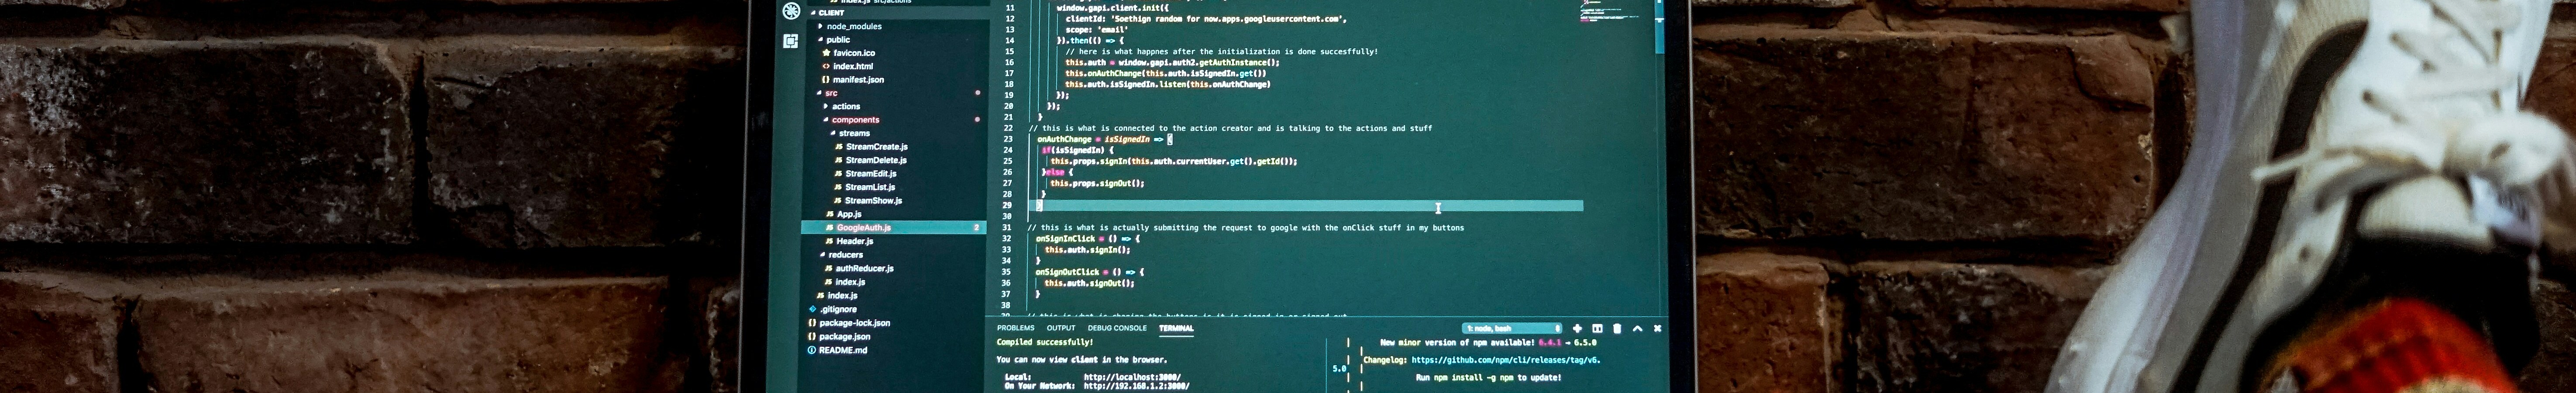 index.js src/actions
CLIENT
node_modules
public
favicon.ico
index.html
manifest.json
src
actions
components
streams
StreamCreate.js
StreamDelete.js
StreamEdit.js
StreamList.js
StreamShow.js
App.js
GoogleAuth.js 2
Header.js
reducers
authReducer.js
index.js
index.js
.gitignore
package-lock.json
package.json
README.md
11 window.gapi.client.init({
12 clientId: 'Soethign random for now.apps.googleusercontent.com',
13 scope: 'email'
14 }).then(() => {
15 // here is what happnes after the initialization is done succesffully!
16 this.auth = window.gapi.auth2.getAuthInstance();
17 this.onAuthChange(this.auth.isSignedIn.get())
18 this.auth.isSignedIn.listen(this.onAuthChange)
19 });
20 });
21 }
22 // this is what is connected to the action creator and is talking to the actions and stuff
23 onAuthChange = isSignedIn => {
24 if(isSignedIn) {
25 this.props.signIn(this.auth.currentUser.get().getId());
26 }else {
27 this.props.signOut();
28 }
29 }
30
31 // this is what is actually submitting the request to google with the onClick stuff in my buttons
32 onSignInClick = () => {
33 this.auth.signIn();
34 }
35 onSignOutClick = () => {
36 this.auth.signOut();
37 }
38
PROBLEMS OUTPUT DEBUG CONSOLE TERMINAL 1: node, bash
Compiled successfully!
You can now view client in the browser.
Local: http://localhost:3000/
On Your Network: http://192.168.1.2:3000/
New minor version of npm available! 6.4.1 → 6.5.0
Changelog: https://github.com/npm/cli/releases/tag/v6.
5.0
Run npm install -g npm to update!